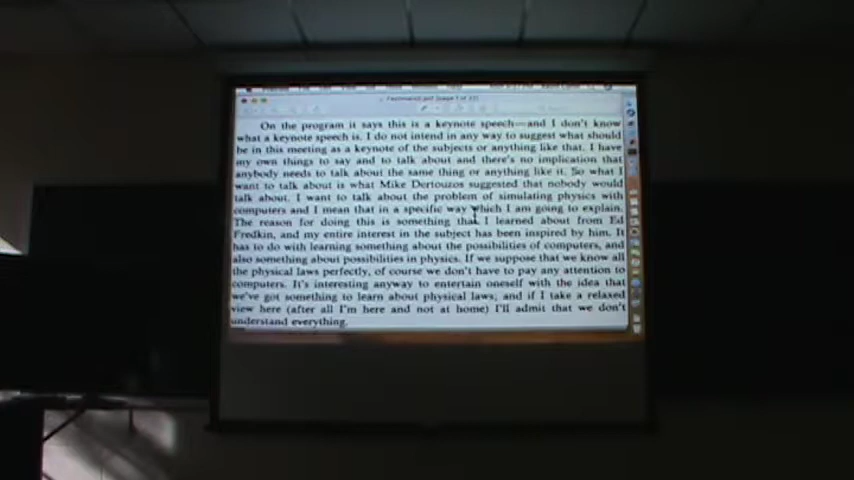 On the program it says this is a keynote speech—and I don't know
what a keynote speech is. I do not intend in any way to suggest what should
be in this meeting as a keynote of the subjects or anything like that. I have
my own things to say and to talk about and there's no implication that
anybody needs to talk about the same thing or anything like it. So what I
want to talk about is what Mike Dertouzos suggested that nobody would
talk about. I want to talk about the problem of simulating physics with
computers and I mean that in a specific way which I am going to explain.
The reason for doing this is something that I learned about from Ed
Fredkin, and my entire interest in the subject has been inspired by him. It
has to do with learning something about the possibilities of computers, and
also something about possibilities in physics. If we suppose that we know all
the physical laws perfectly, of course we don't have to pay any attention to
computers. It's interesting anyway to entertain oneself with the idea that
we've got something to learn about physical laws; and if I take a relaxed
view here (after all I'm here and not at home) I'll admit that we don't
understand everything.